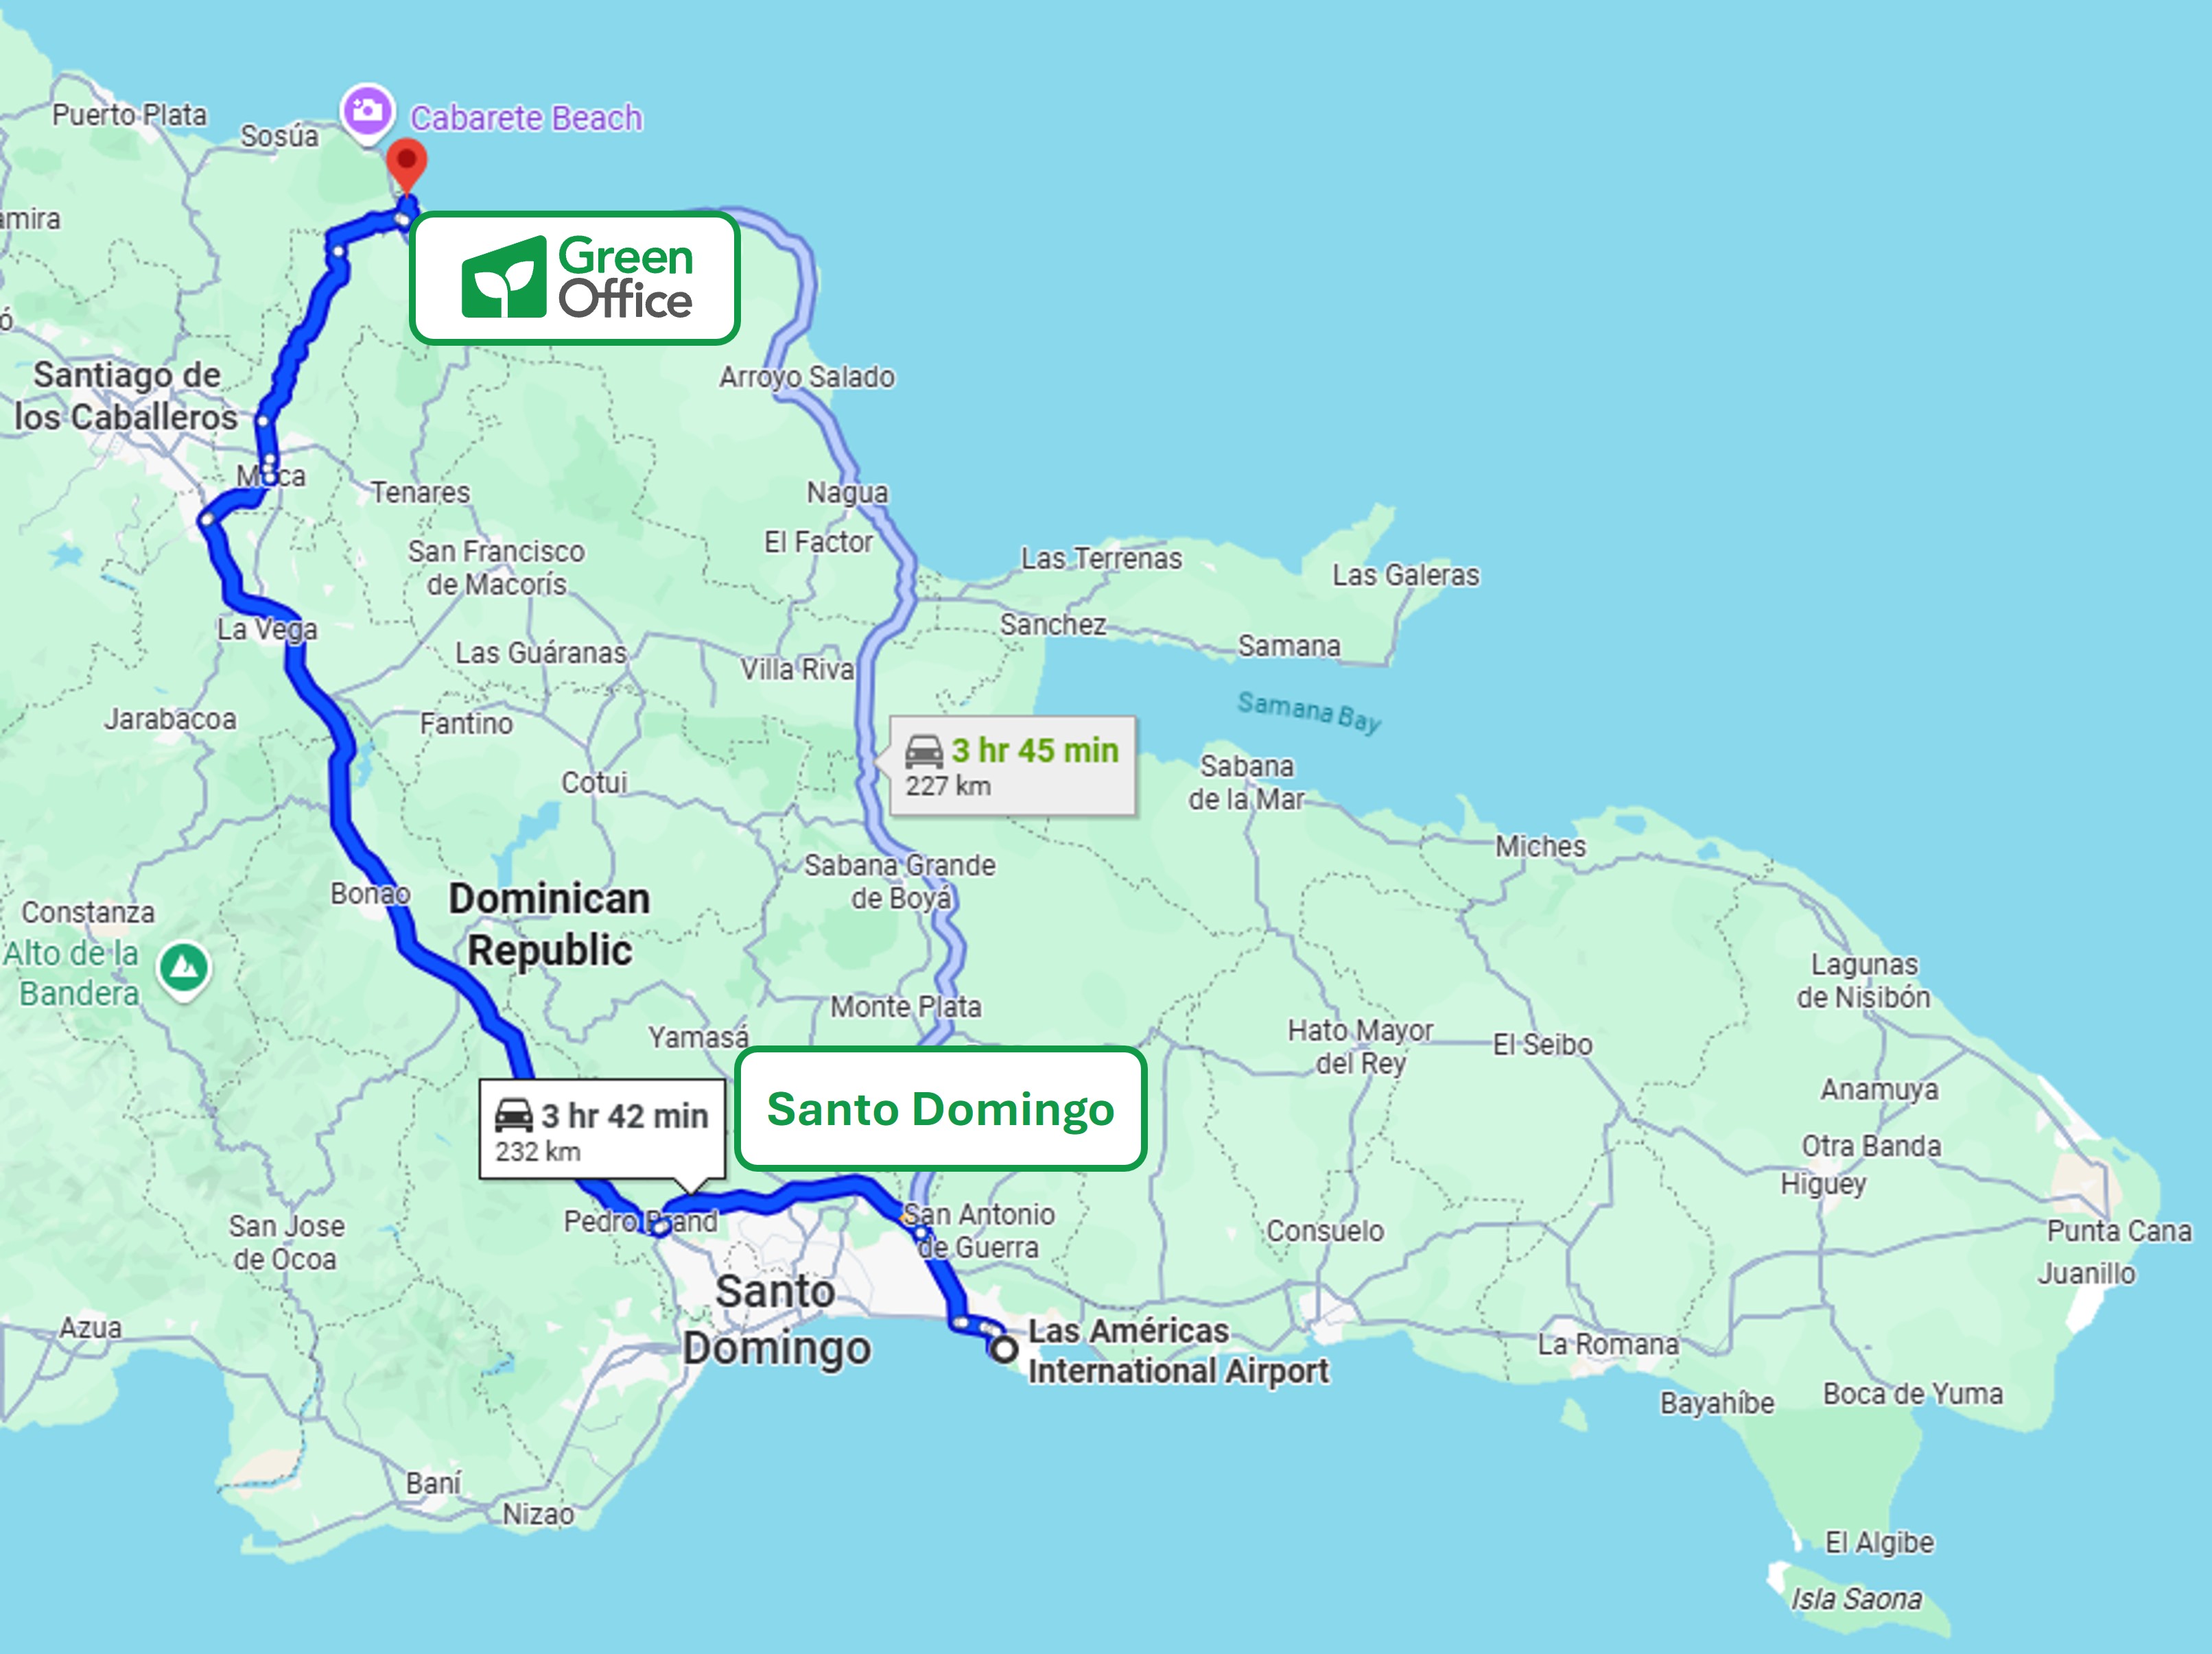 Puerto Plata
Sosúa
Cabarete Beach
amira
ó
Green
Office
Santiago de
los Caballeros
Arroyo Salado
Moca
Tenares
Nagua
El Factor
San Francisco
de Macorís
Las Terrenas
Las Galeras
La Vega
Sanchez
Samana
Las Guáranas
Villa Riva
Samana Bay
Jarabacoa
Fantino
3 hr 45 min
227 km
Cotui
Sabana
de la Mar
Miches
Sabana Grande
de Boyá
Bonao
Dominican
Republic
Constanza
Alto de la
Bandera
Lagunas
de Nisibón
Monte Plata
Yamasá
Hato Mayor
del Rey
El Seibo
Anamuya
3 hr 42 min
232 km
Santo Domingo
Otra Banda
Higuey
Pedro Brand
San Antonio
de Guerra
San Jose
de Ocoa
Consuelo
Punta Cana
Juanillo
Santo
Domingo
Azua
Las Américas
International Airport
La Romana
Bayahíbe
Boca de Yuma
Baní
Nizao
El Algibe
Isla Saona